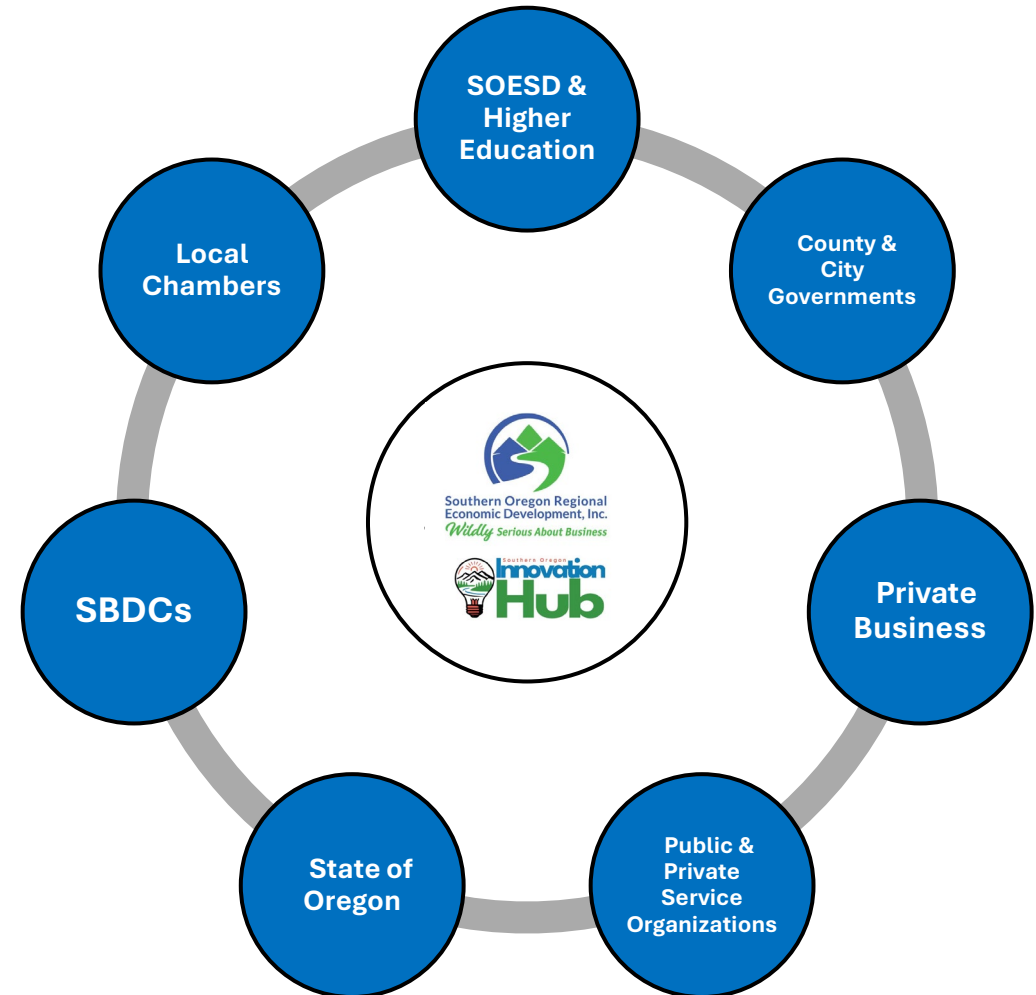 SOESD &
Higher
Education
County &
City
Governments
Private
Business
Public &
Private
Service
Organizations
State of
Oregon
SBDCs
Local
Chambers
Southern Oregon Regional
Economic Development, Inc.
Wildly Serious About Business
Southern Oregon
Innovation
Hub